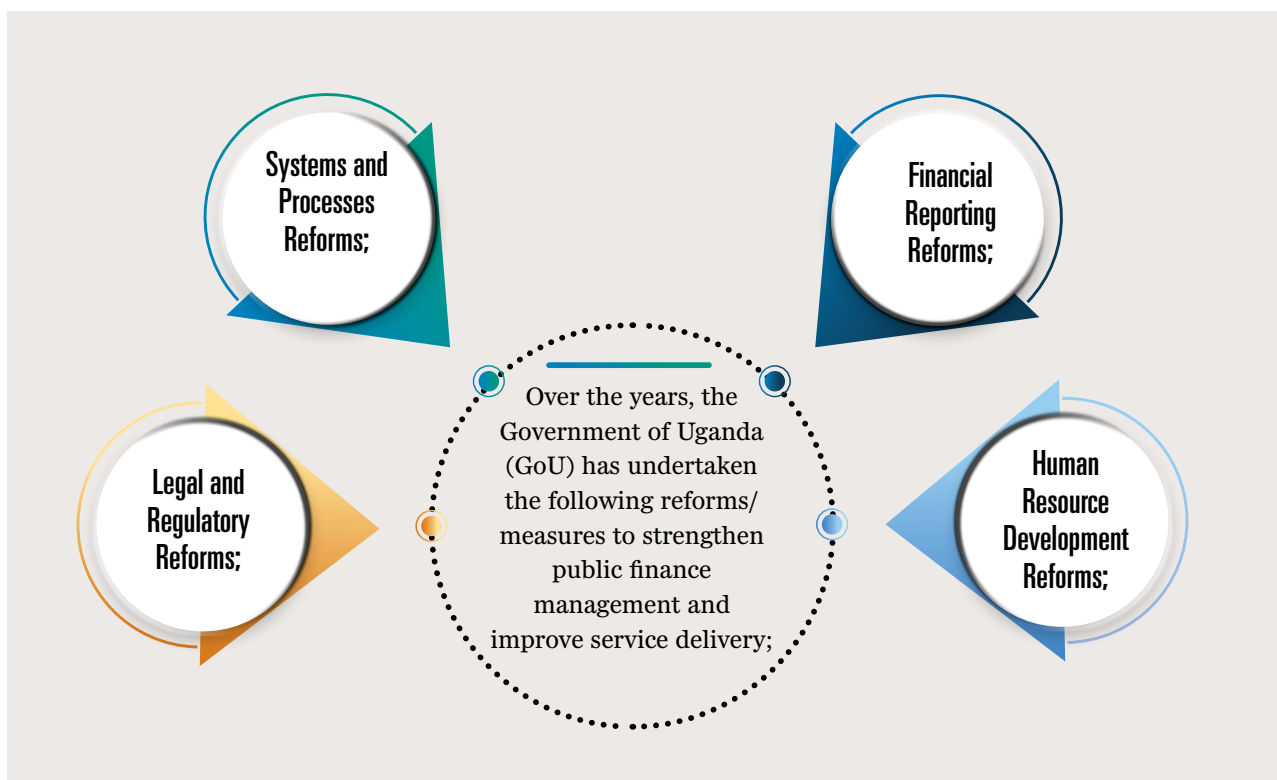 Systems and
Processes
Reforms;
Financial
Reporting
Reforms;
Legal and
Regulatory
Reforms;
Over the years, the
Government of Uganda
(GoU) has undertaken
the following reforms/
measures to strengthen
public finance
management and
improve service delivery;
Human
Resource
Development
Reforms;